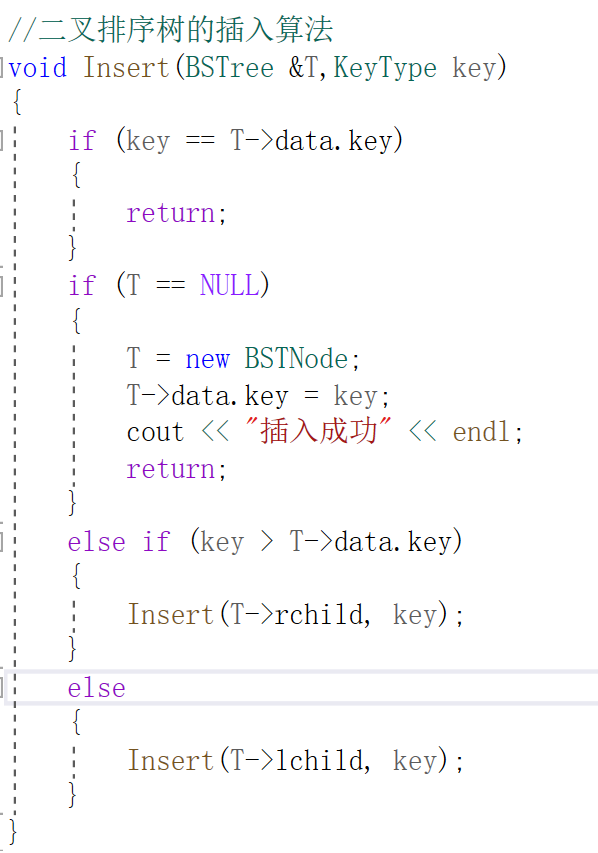 //二叉排序树的插入算法
void Insert(BSTree &T,KeyType key)
{
    if (key == T->data.key)
    {
        return;
    }
    if (T == NULL)
    {
        T = new BSTNode;
        T->data.key = key;
        cout << "插入成功" << endl;
        return;
    }
    else if (key > T->data.key)
    {
        Insert(T->rchild, key);
    }
    else
    {
        Insert(T->lchild, key);
    }
}